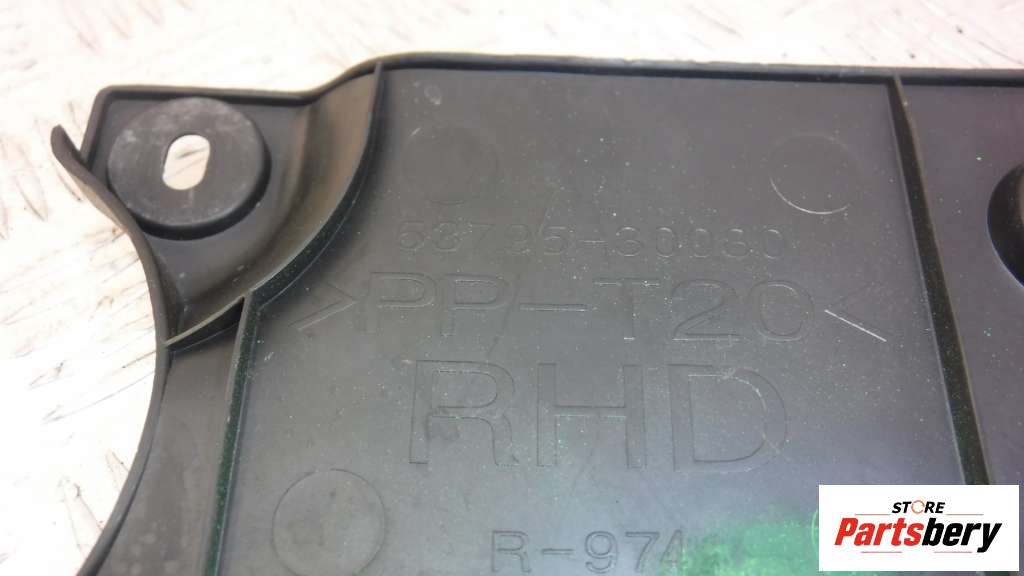 53795-30080
>PP-T20<
RHD
R-974
STORE
Partsbery